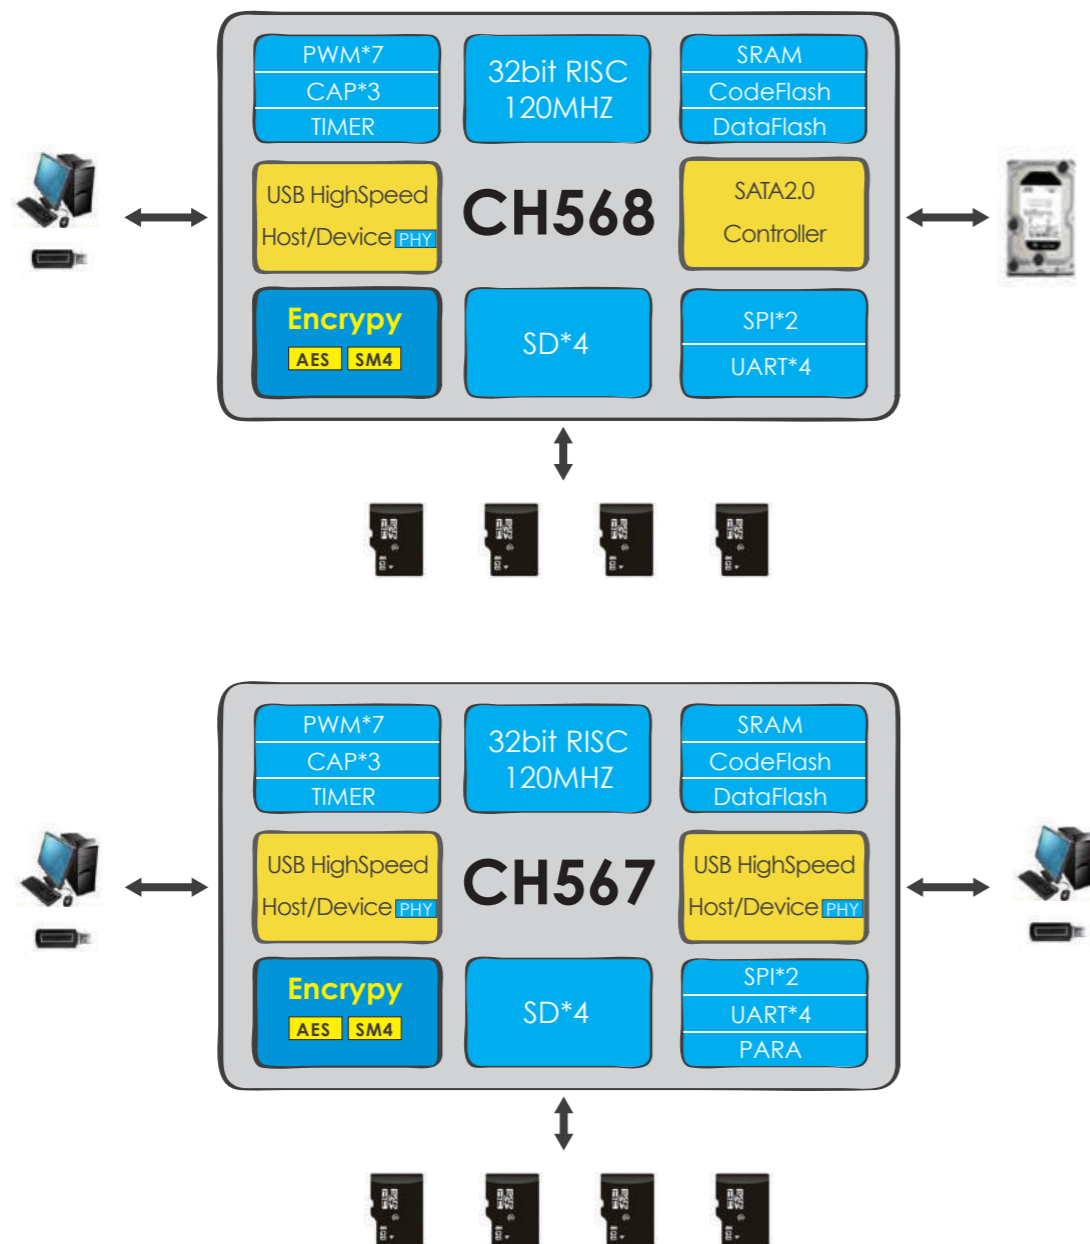 PWM*7
CAP*3
TIMER
32bit RISC
120MHZ
SRAM
CodeFlash
DataFlash
USB HighSpeed
Host/Device PHY
CH568
SATA2.0
Controller
Encrypy
AES SM4
SD*4
SPI*2
UART*4
PWM*7
CAP*3
TIMER
32bit RISC
120MHZ
SRAM
CodeFlash
DataFlash
USB HighSpeed
Host/Device PHY
CH567
USB HighSpeed
Host/Device PHY
Encrypy
AES SM4
SD*4
SPI*2
UART*4
PARA